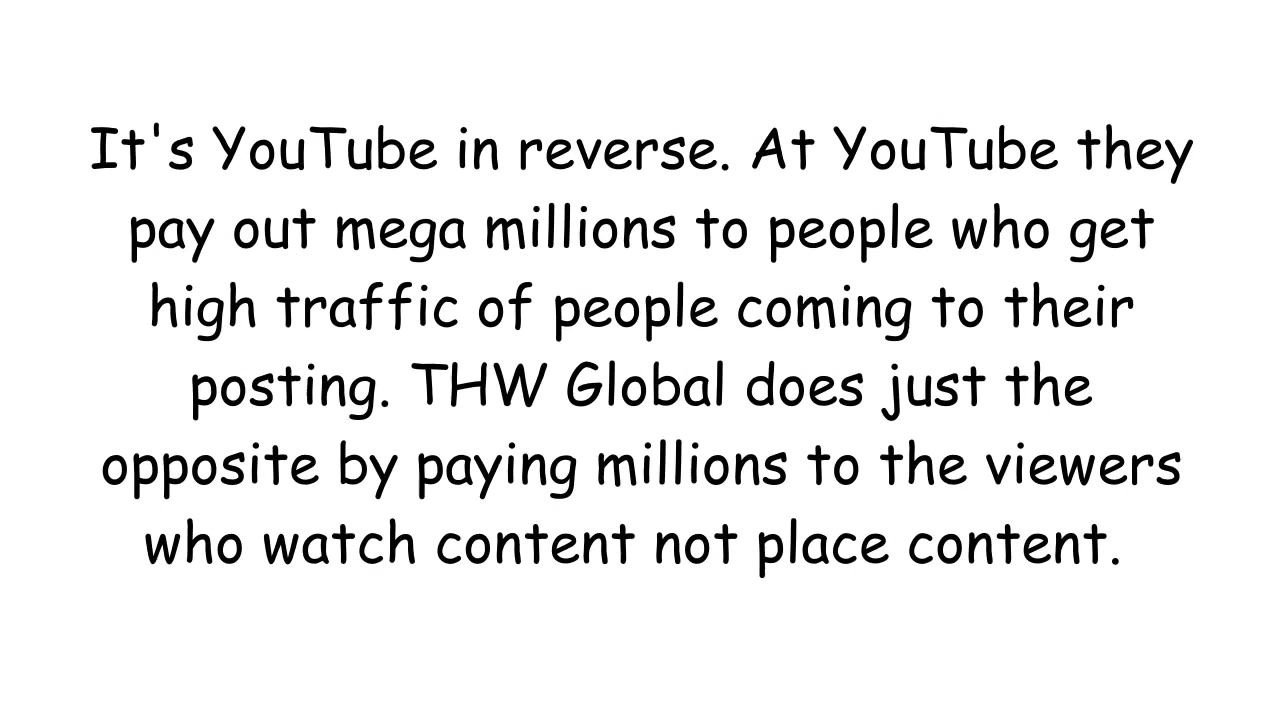 It's YouTube in reverse. At YouTube they
pay out mega millions to people who get
high traffic of people coming to their
posting. THW Global does just the
opposite by paying millions to the viewers
who watch content not place content.